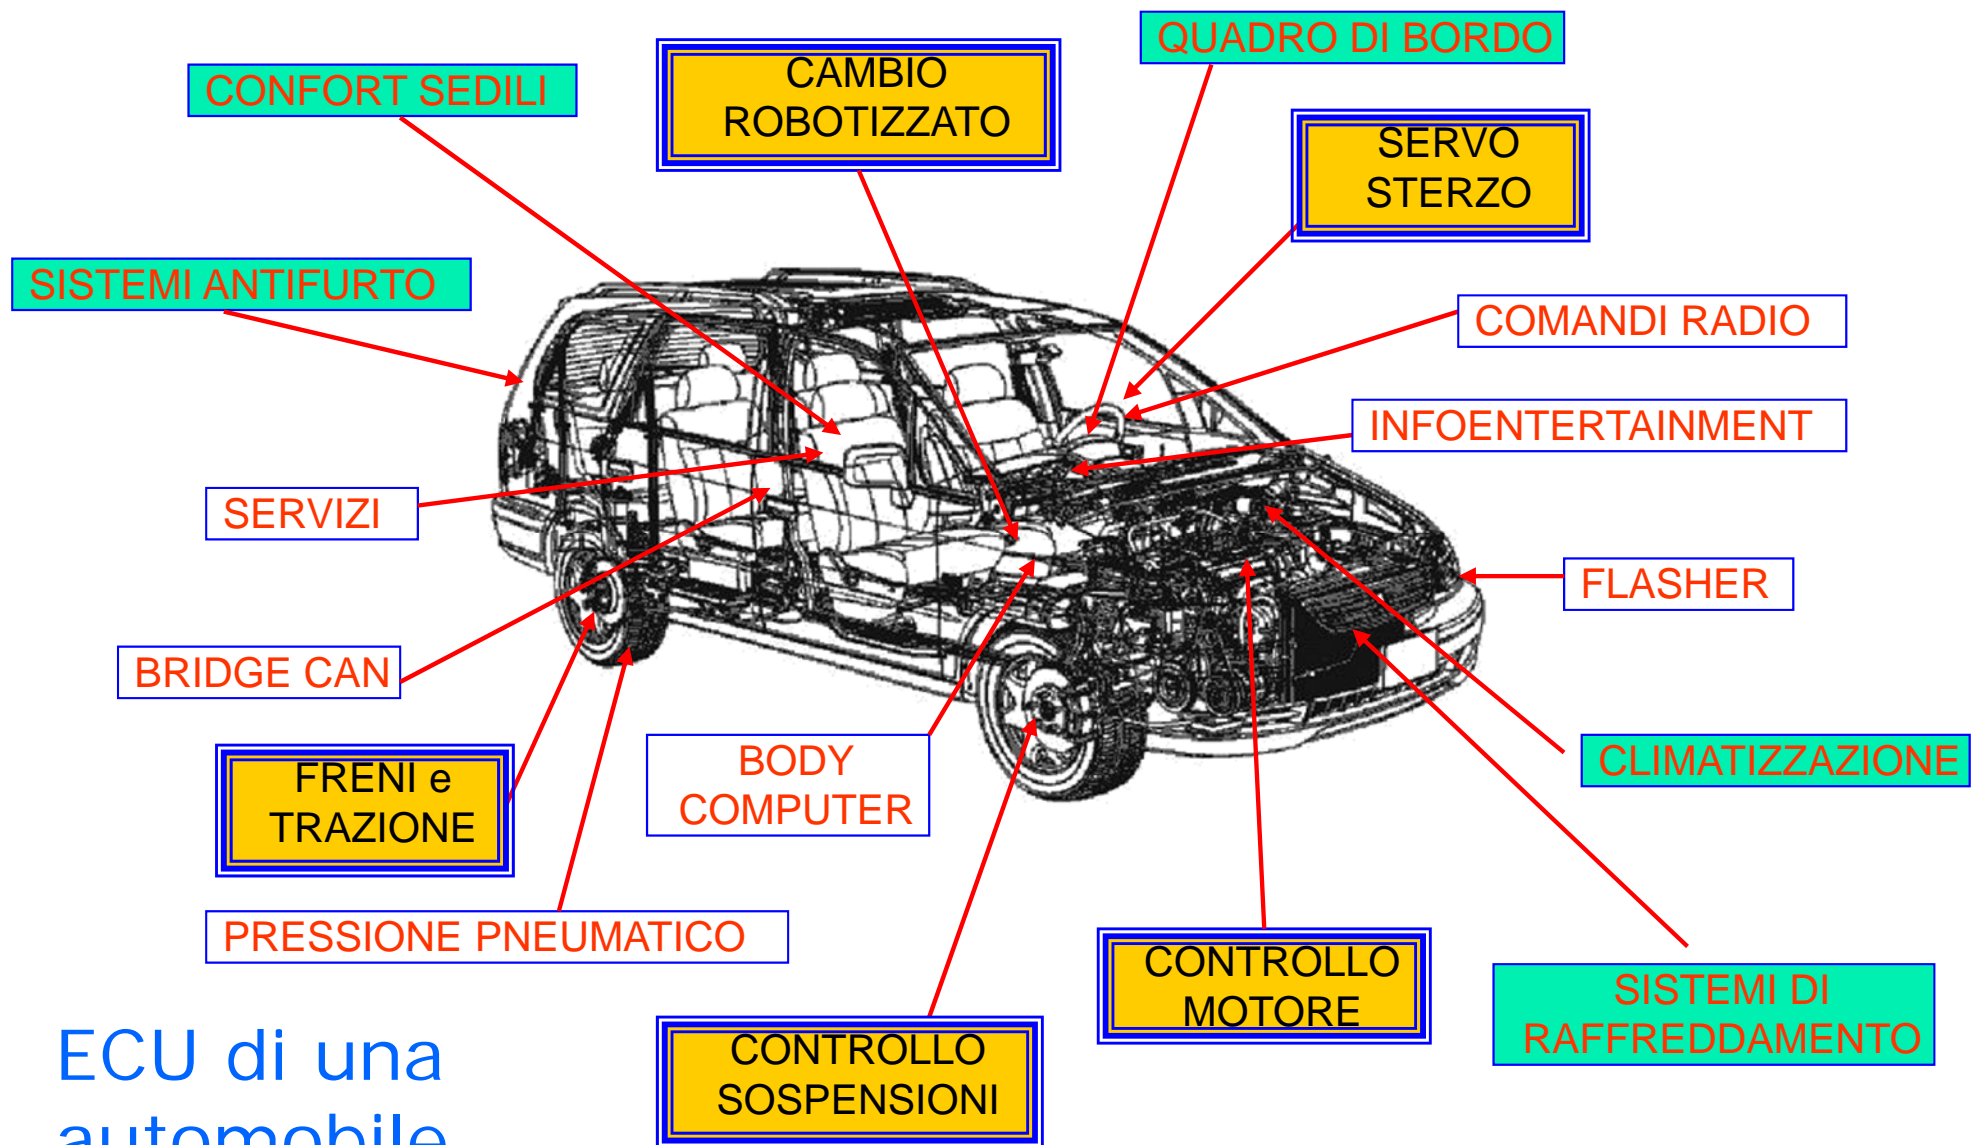 QUADRO DI BORDO
CONFORT SEDILI
CAMBIO
ROBOTIZZATO
SERVO
STERZO
SISTEMI ANTIFURTO
COMANDI RADIO
INFOENTERTAINMENT
SERVIZI
FLASHER
BRIDGE CAN
BODY
COMPUTER
CLIMATIZZAZIONE
FRENI e
TRAZIONE
PRESSIONE PNEUMATICO
CONTROLLO
MOTORE
SISTEMI DI
RAFFREDDAMENTO
CONTROLLO
SOSPENSIONI
ECU di una
automobile